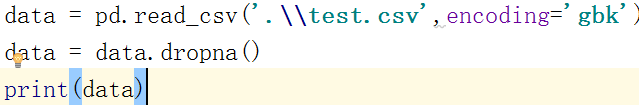 data = pd.read_csv('.\\test.csv',encoding='gbk')
data = data.dropna()
print(data)